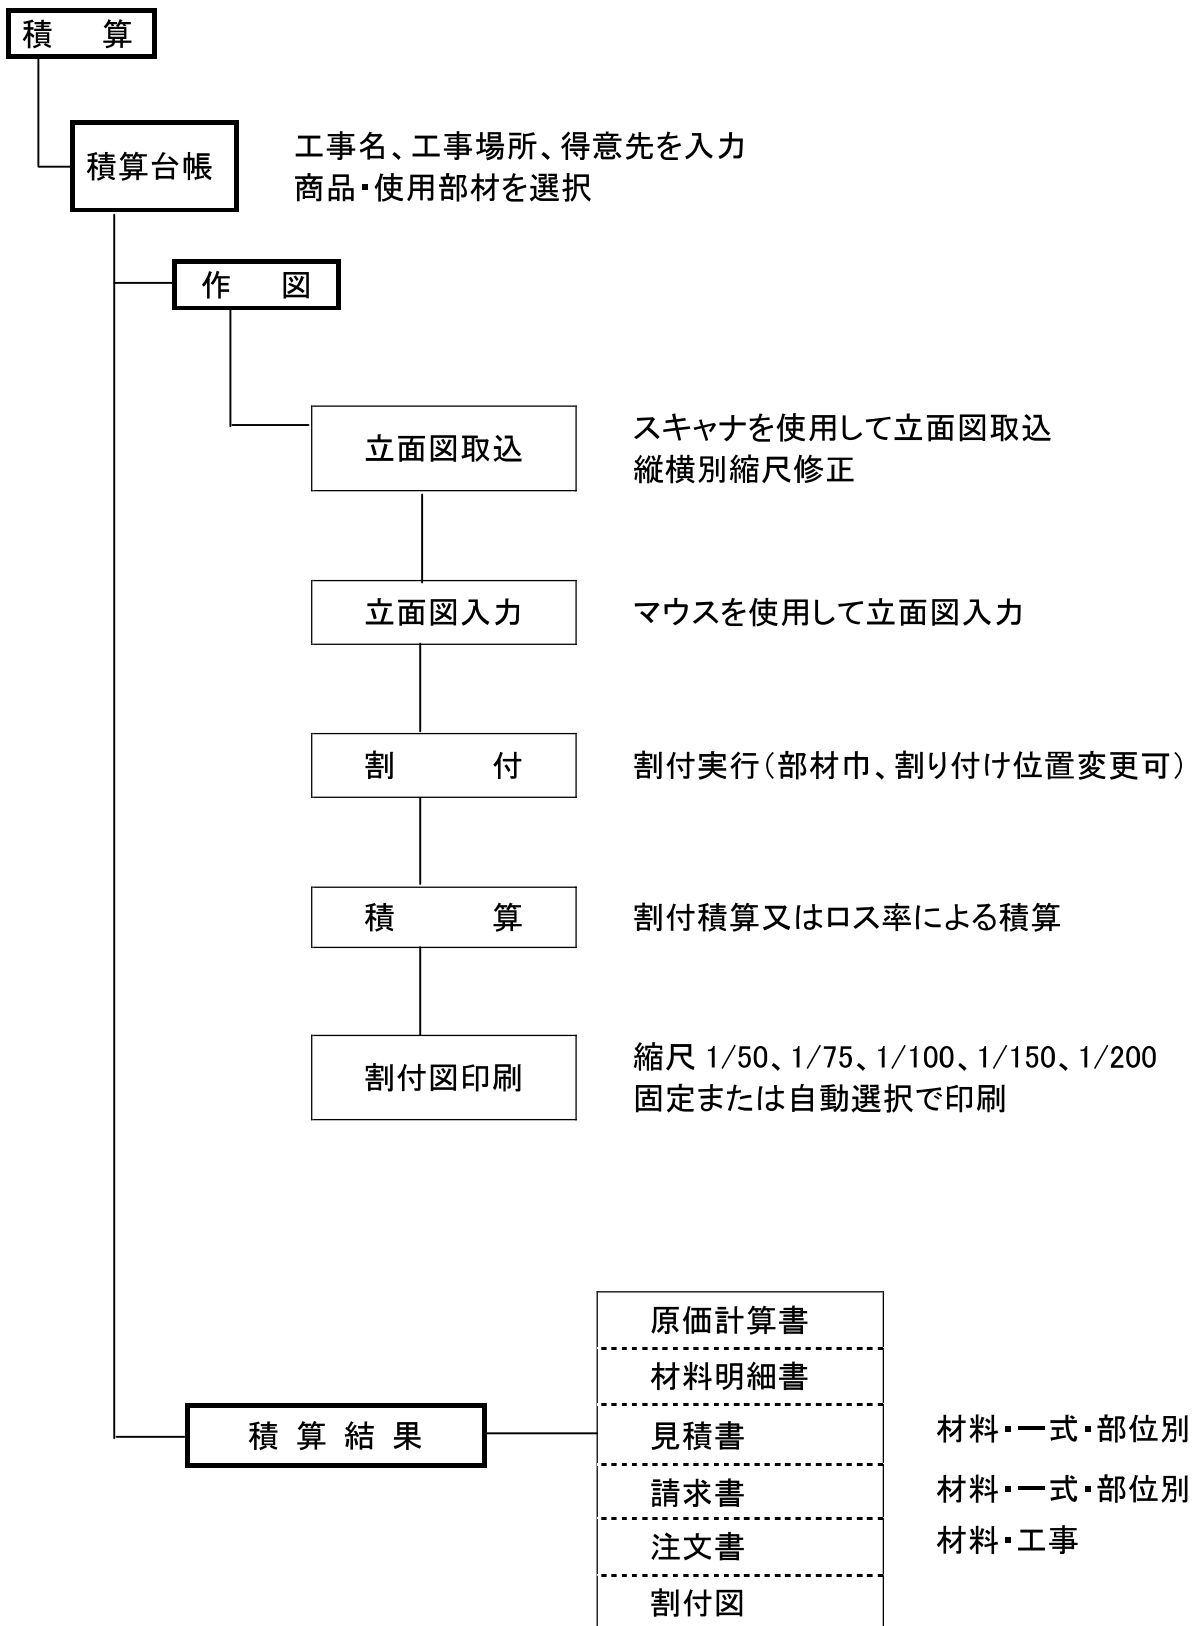 積　算
積算台帳
工事名、工事場所、得意先を入力
商品・使用部材を選択
作　図
立面図取込
スキャナを使用して立面図取込
縦横別縮尺修正
立面図入力
マウスを使用して立面図入力
割　　付
割付実行（部材巾、割り付け位置変更可）
積　　算
割付積算又はロス率による積算
割付図印刷
縮尺 1/50、1/75、1/100、1/150、1/200
固定または自動選択で印刷
原価計算書
材料明細書
積 算 結 果
見積書
材料・一式・部位別
請求書
材料・一式・部位別
注文書
材料・工事
割付図